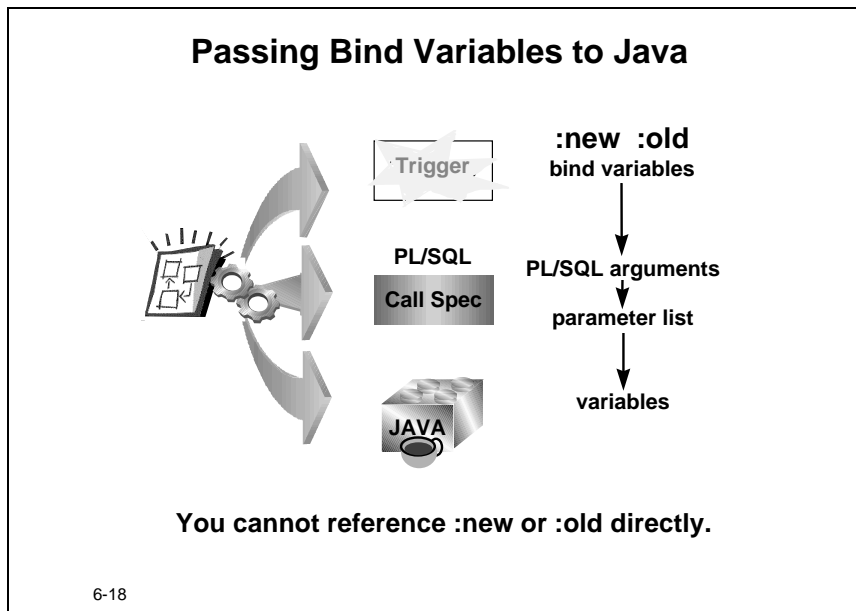 Passing Bind Variables to Java
Trigger
:new :old
bind variables
PL/SQL
Call Spec
PL/SQL arguments
parameter list
JAVA
variables
You cannot reference :new or :old directly.
6-18